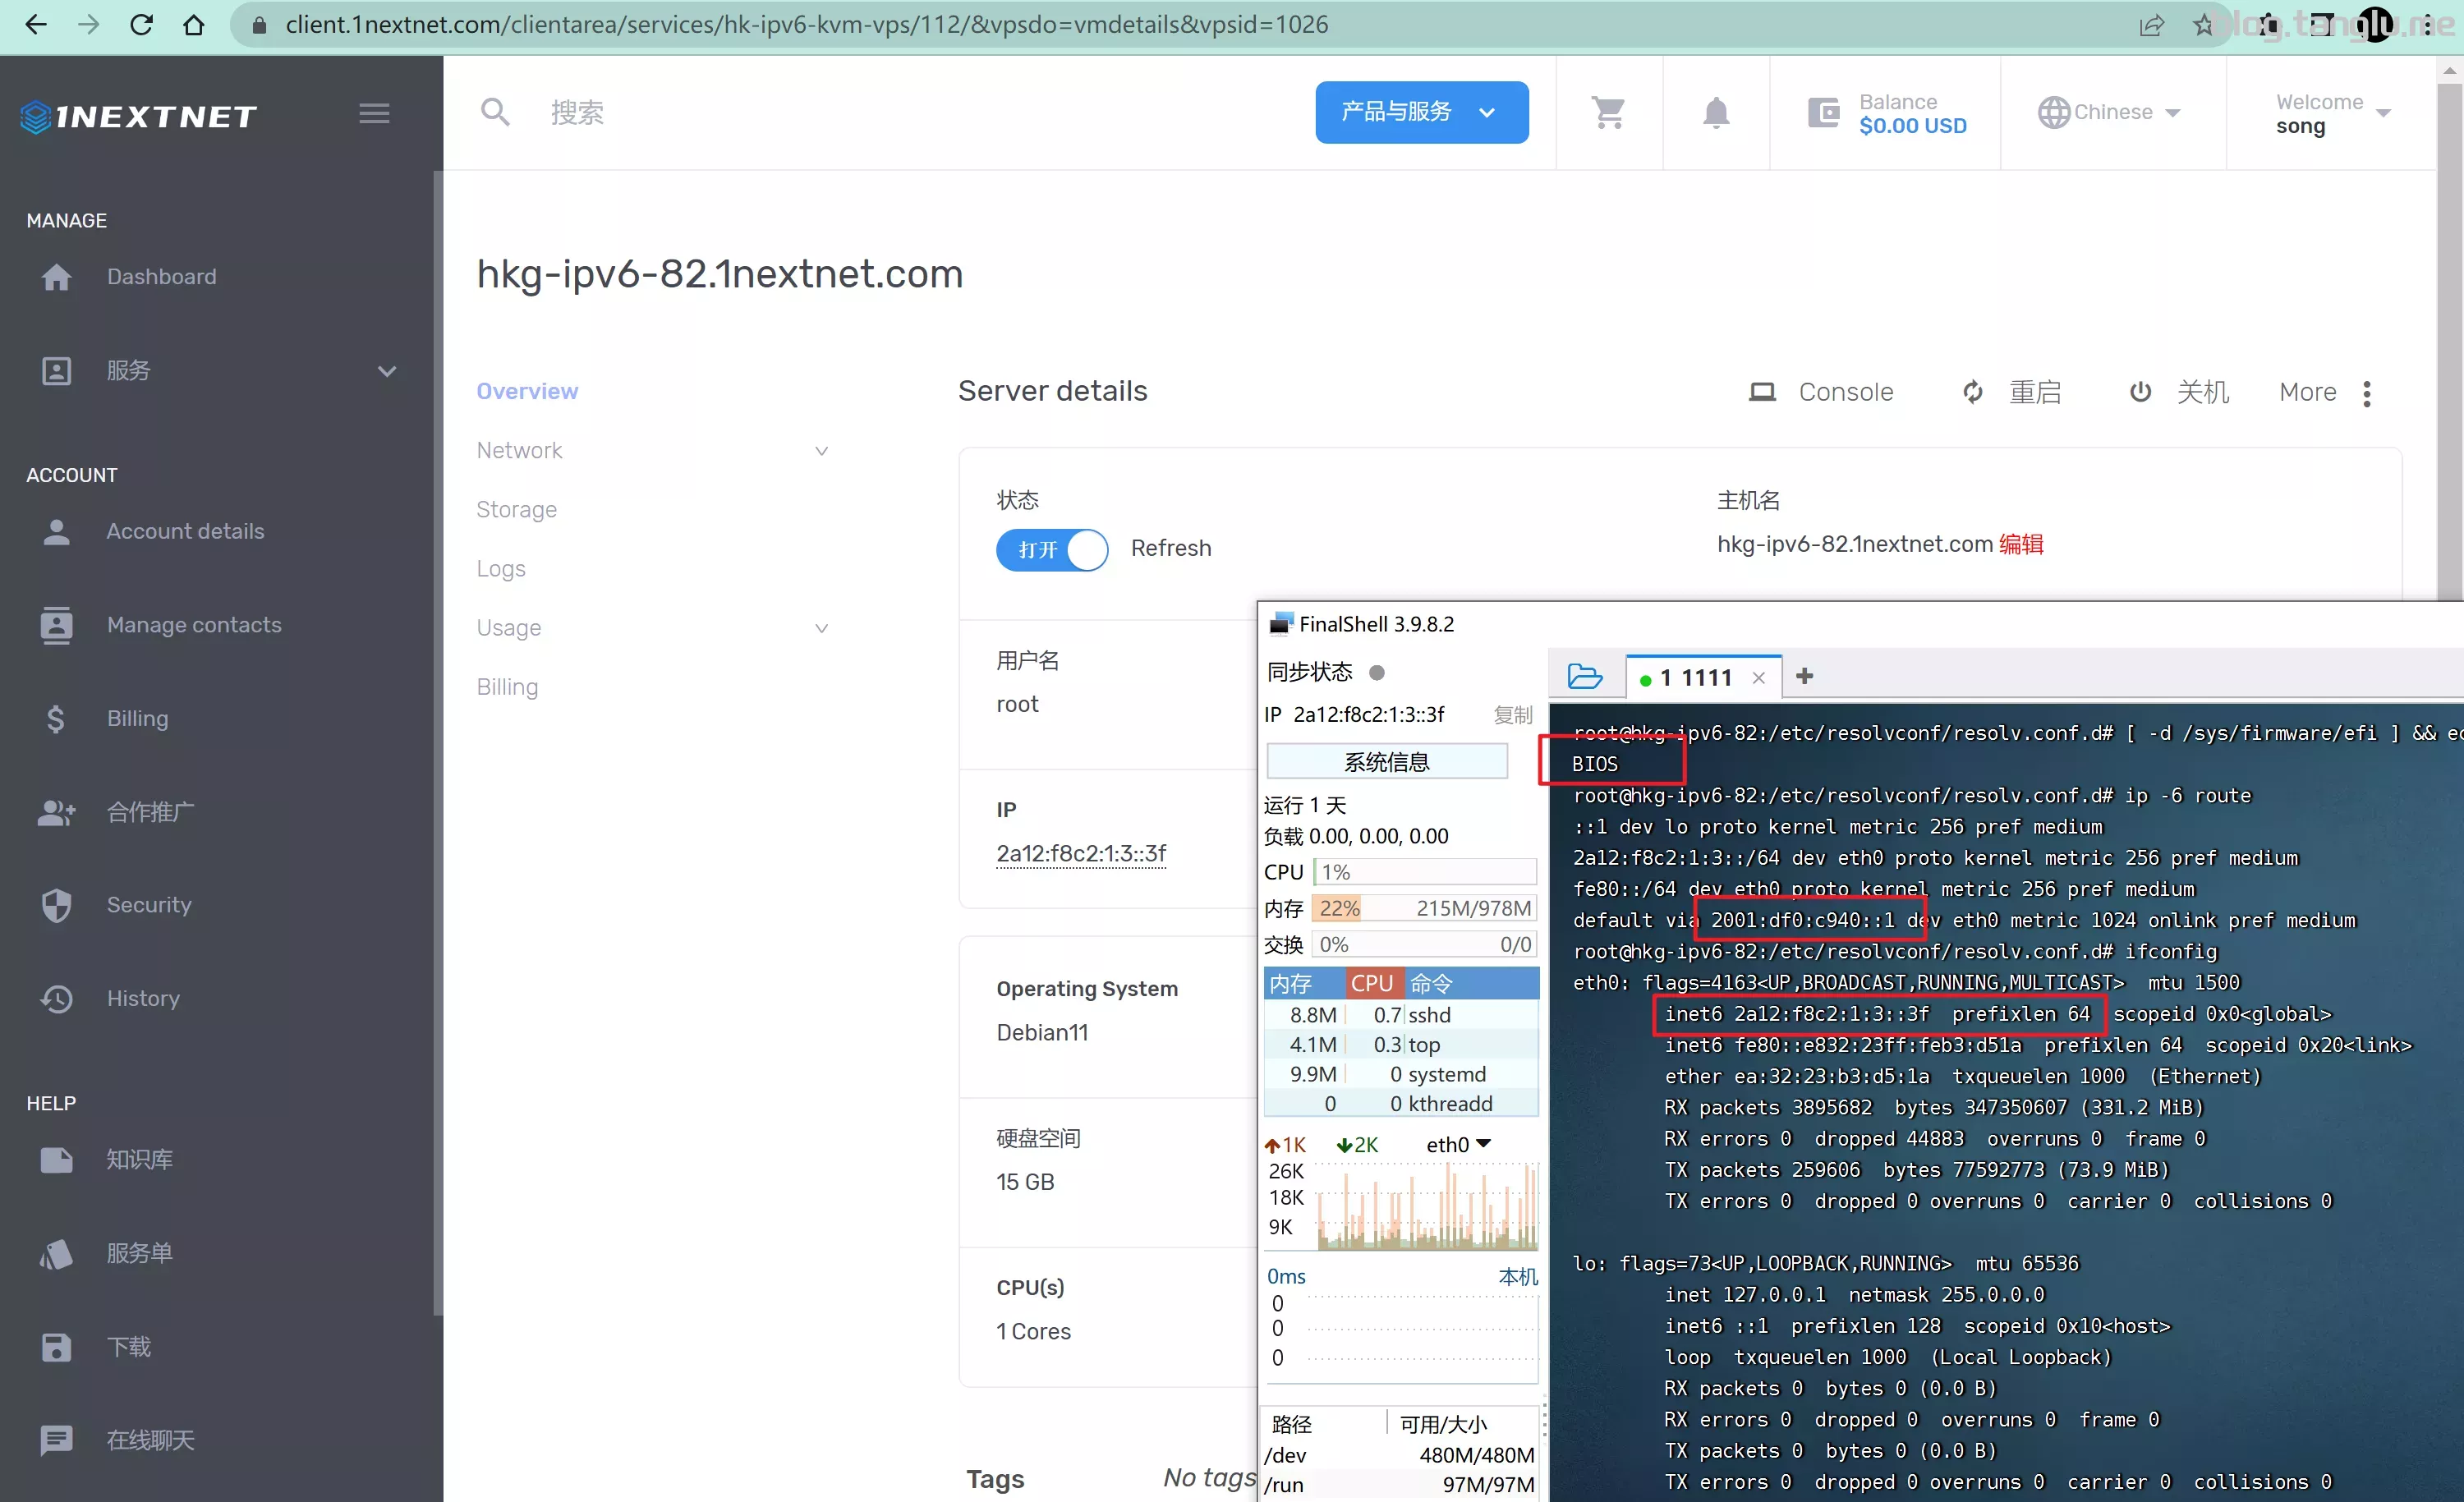 client.1nextnet.com/clientarea/services/hk-ipv6-kvm-vps/112/&vpsdo=vmdetails&vpsid=1026
blog.tanglu.me
1NEXTNET
搜索
产品与服务
Balance
$0.00 USD
Chinese
Welcome
song
MANAGE
Dashboard
服务
ACCOUNT
Account details
Manage contacts
Billing
合作推广
Security
History
HELP
知识库
服务单
下载
在线聊天
hkg-ipv6-82.1nextnet.com
Overview
Network
Storage
Logs
Usage
Billing
Server details
Console
重启
关机
More
状态
打开
Refresh
主机名
hkg-ipv6-82.1nextnet.com 编辑
用户名
root
IP
2a12:f8c2:1:3::3f
Operating System
Debian11
硬盘空间
15 GB
CPU(s)
1 Cores
Tags
No tags
FinalShell 3.9.8.2
同步状态
IP 2a12:f8c2:1:3::3f 复制
系统信息
运行 1 天
负载 0.00, 0.00, 0.00
CPU 1%
内存 22% 215M/978M
交换 0% 0/0
内存 CPU 命令
8.8M 0.7 sshd
4.1M 0.3 top
9.9M 0 systemd
0 0 kthreadd
1K 2K eth0
26K
18K
9K
0ms 本机
0
0
0
路径 可用/大小
/dev 480M/480M
/run 97M/97M
1 1111
root@hkg-ipv6-82:/etc/resolvconf/resolv.conf.d# [ -d /sys/firmware/efi ] && ec
BIOS
root@hkg-ipv6-82:/etc/resolvconf/resolv.conf.d# ip -6 route
::1 dev lo proto kernel metric 256 pref medium
2a12:f8c2:1:3::/64 dev eth0 proto kernel metric 256 pref medium
fe80::/64 dev eth0 proto kernel metric 256 pref medium
default via 2001:df0:c940::1 dev eth0 metric 1024 onlink pref medium
root@hkg-ipv6-82:/etc/resolvconf/resolv.conf.d# ifconfig
eth0: flags=4163<UP,BROADCAST,RUNNING,MULTICAST> mtu 1500
inet6 2a12:f8c2:1:3::3f prefixlen 64 scopeid 0x0<global>
inet6 fe80::e832:23ff:feb3:d51a prefixlen 64 scopeid 0x20<link>
ether ea:32:23:b3:d5:1a txqueuelen 1000 (Ethernet)
RX packets 3895682 bytes 347350607 (331.2 MiB)
RX errors 0 dropped 44883 overruns 0 frame 0
TX packets 259606 bytes 77592773 (73.9 MiB)
TX errors 0 dropped 0 overruns 0 carrier 0 collisions 0
lo: flags=73<UP,LOOPBACK,RUNNING> mtu 65536
inet 127.0.0.1 netmask 255.0.0.0
inet6 ::1 prefixlen 128 scopeid 0x10<host>
loop txqueuelen 1000 (Local Loopback)
RX packets 0 bytes 0 (0.0 B)
RX errors 0 dropped 0 overruns 0 frame 0
TX packets 0 bytes 0 (0.0 B)
TX errors 0 dropped 0 overruns 0 carrier 0 collisions 0